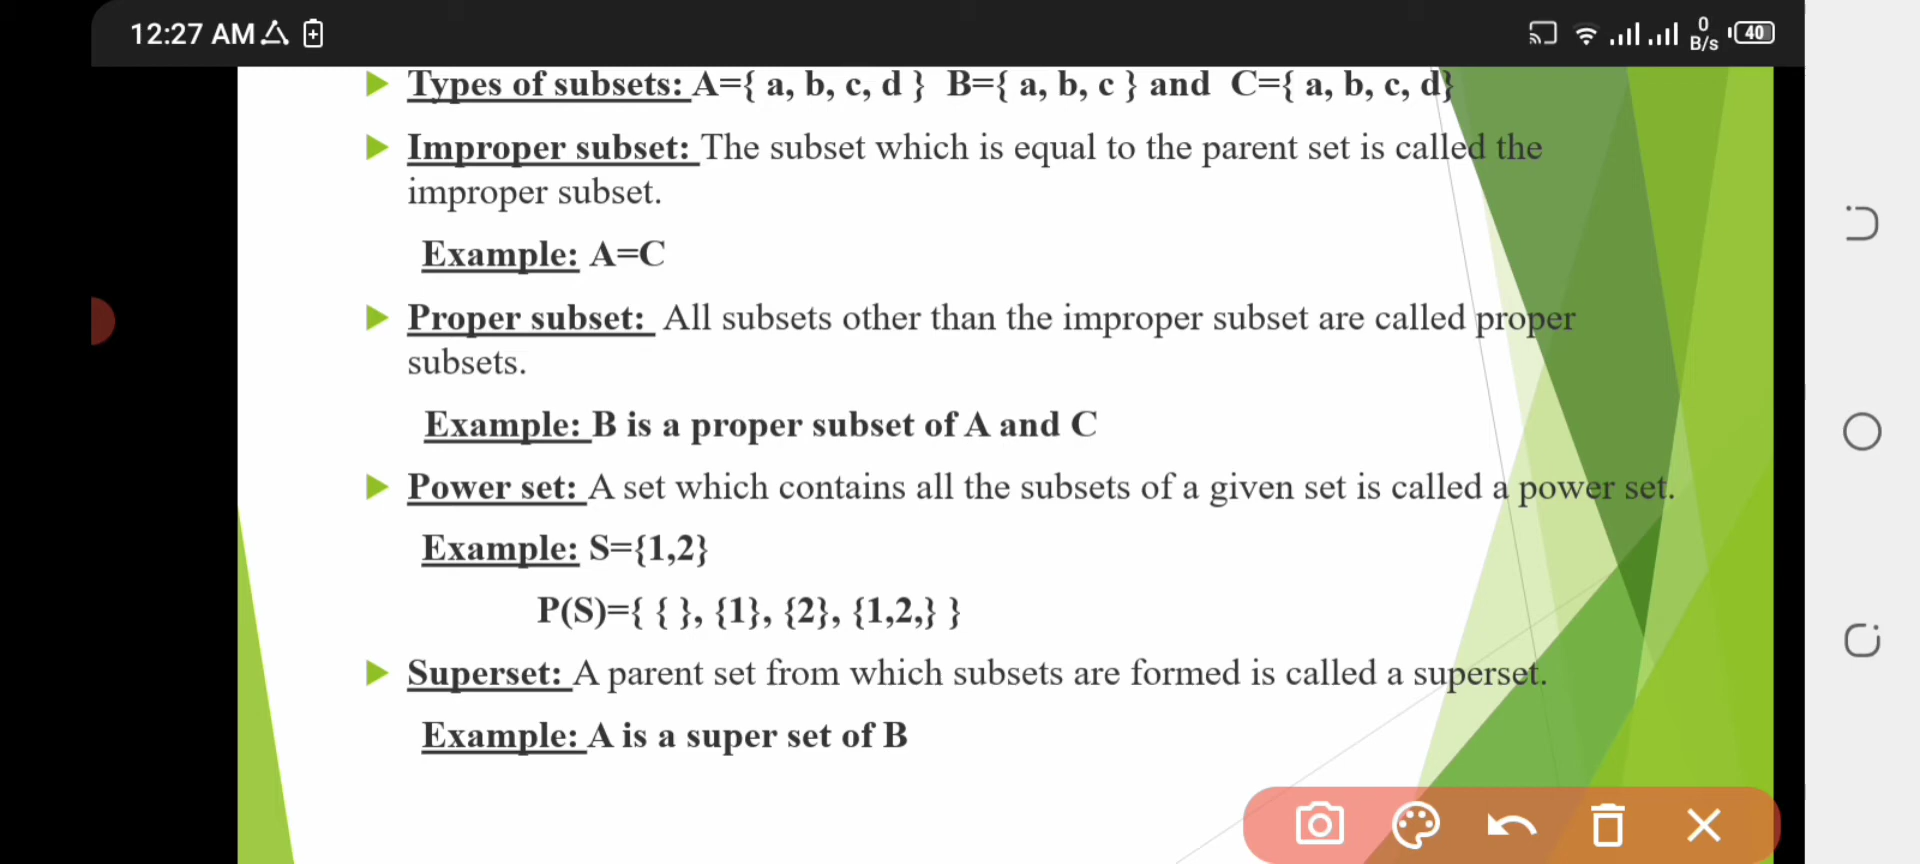 12:27 AM
0
B/s
40
Types of subsets: A={ a, b, c, d } B={ a, b, c } and C={ a, b, c, d}
Improper subset: The subset which is equal to the parent set is called the
improper subset.
Example: A=C
Proper subset: All subsets other than the improper subset are called proper
subsets.
Example: B is a proper subset of A and C
Power set: A set which contains all the subsets of a given set is called a power set.
Example: S={1,2}
P(S)={ { }, {1}, {2}, {1,2,} }
Superset: A parent set from which subsets are formed is called a superset.
Example: A is a super set of B